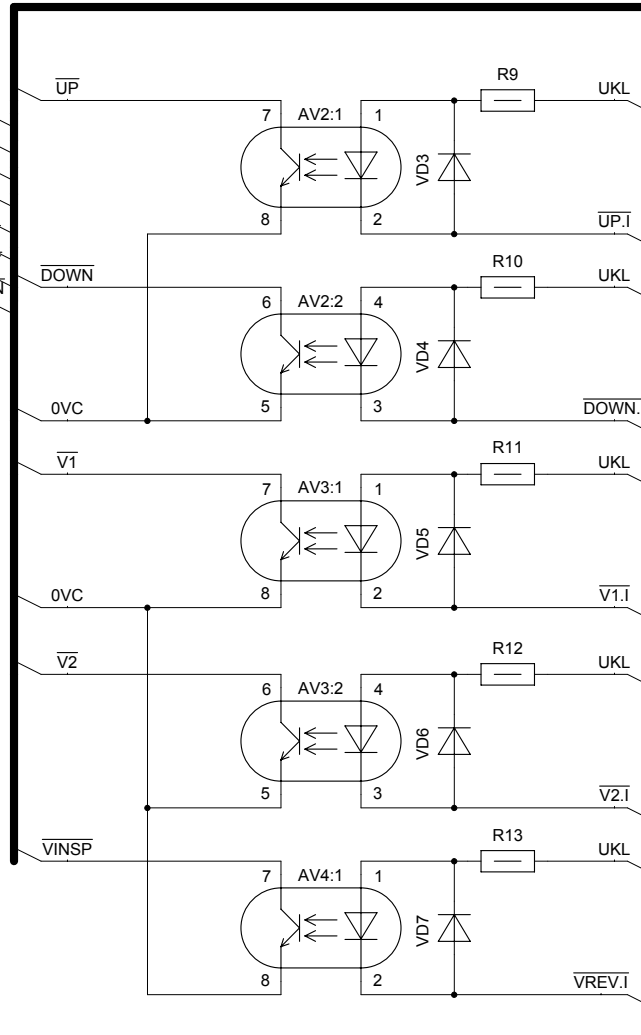 R9
UP UKL
7 AV2:1 1
VD3
8 2
UP.I
R10
DOWN UKL
6 AV2:2 4
VD4
5 3
0VC DOWN.
R11
V1 UKL
7 AV3:1 1
VD5
8 2
0VC V1.I
R12
V2 UKL
6 AV3:2 4
VD6
5 3
V2.I
R13
VINSP UKL
7 AV4:1 1
VD7
8 2
VREV.I